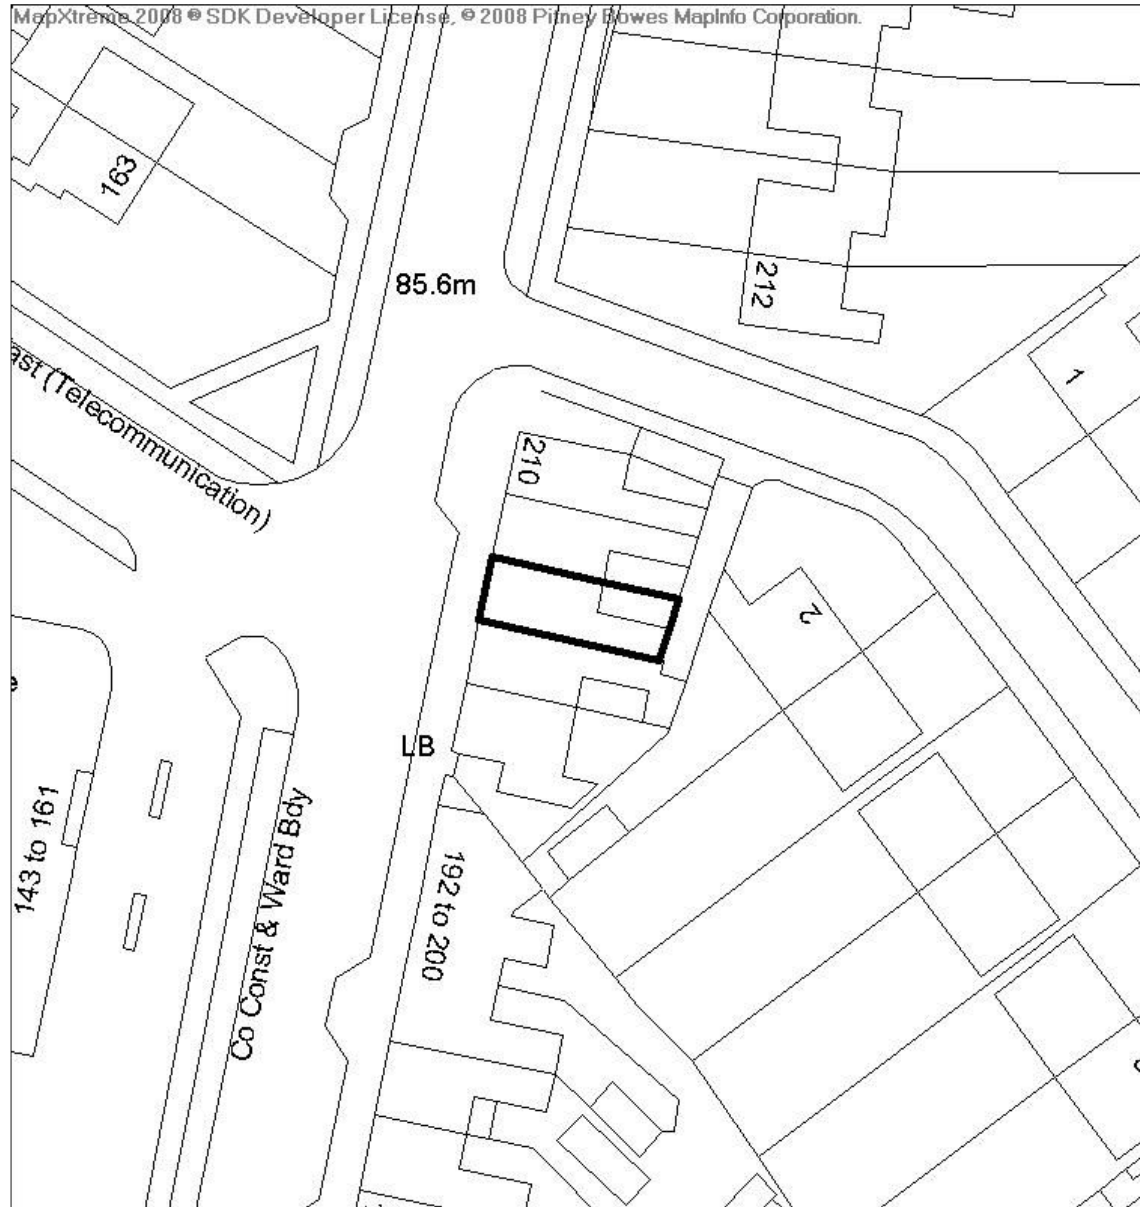 MapXtreme 2008 ® SDK Developer License, © 2008 Pitney Bowes MapInfo Corporation.
163
85.6m
212
1
ast (Telecommunication)
210
2
LB
143 to 161
Co Const & Ward Bdy
192 to 200